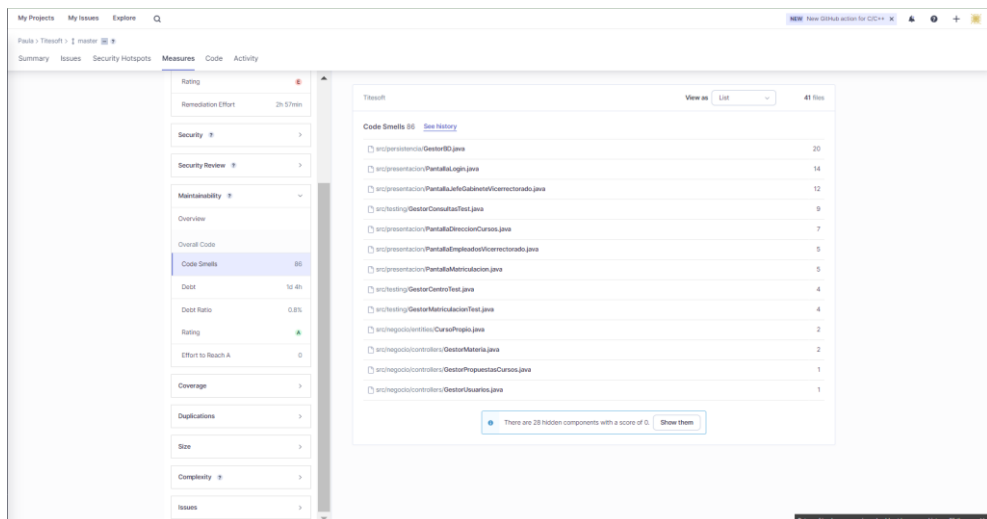 My Projects My Issues Explore NEW New GitHub action for C/C++ X
Paula > Titesoft > master
Summary Issues Security Hotspots Measures Code Activity
Rating E
Remediation Effort 2h 57min
Security
Security Review
Maintainability
Overview
Overall Code
Code Smells 86
Debt 1d 4h
Debt Ratio 0.8%
Rating A
Effort to Reach A 0
Coverage
Duplications
Size
Complexity
Issues
Titesoft View as List 41 files
Code Smells 86 See history
src/persistencia/GestorBD.java 20
src/presentacion/PantallaLogin.java 14
src/presentacion/PantallaJefeGabineteVicerrectorado.java 12
src/testing/GestorConsultasTest.java 9
src/presentacion/PantallaDireccionCursos.java 7
src/presentacion/PantallaEmpleadosVicerrectorado.java 5
src/presentacion/PantallaMatriculacion.java 5
src/testing/GestorCentroTest.java 4
src/testing/GestorMatriculacionTest.java 4
src/negocio/entities/CursoPropio.java 2
src/negocio/controllers/GestorMateria.java 2
src/negocio/controllers/GestorPropuestasCursos.java 1
src/negocio/controllers/GestorUsuarios.java 1
There are 28 hidden components with a score of 0. Show them